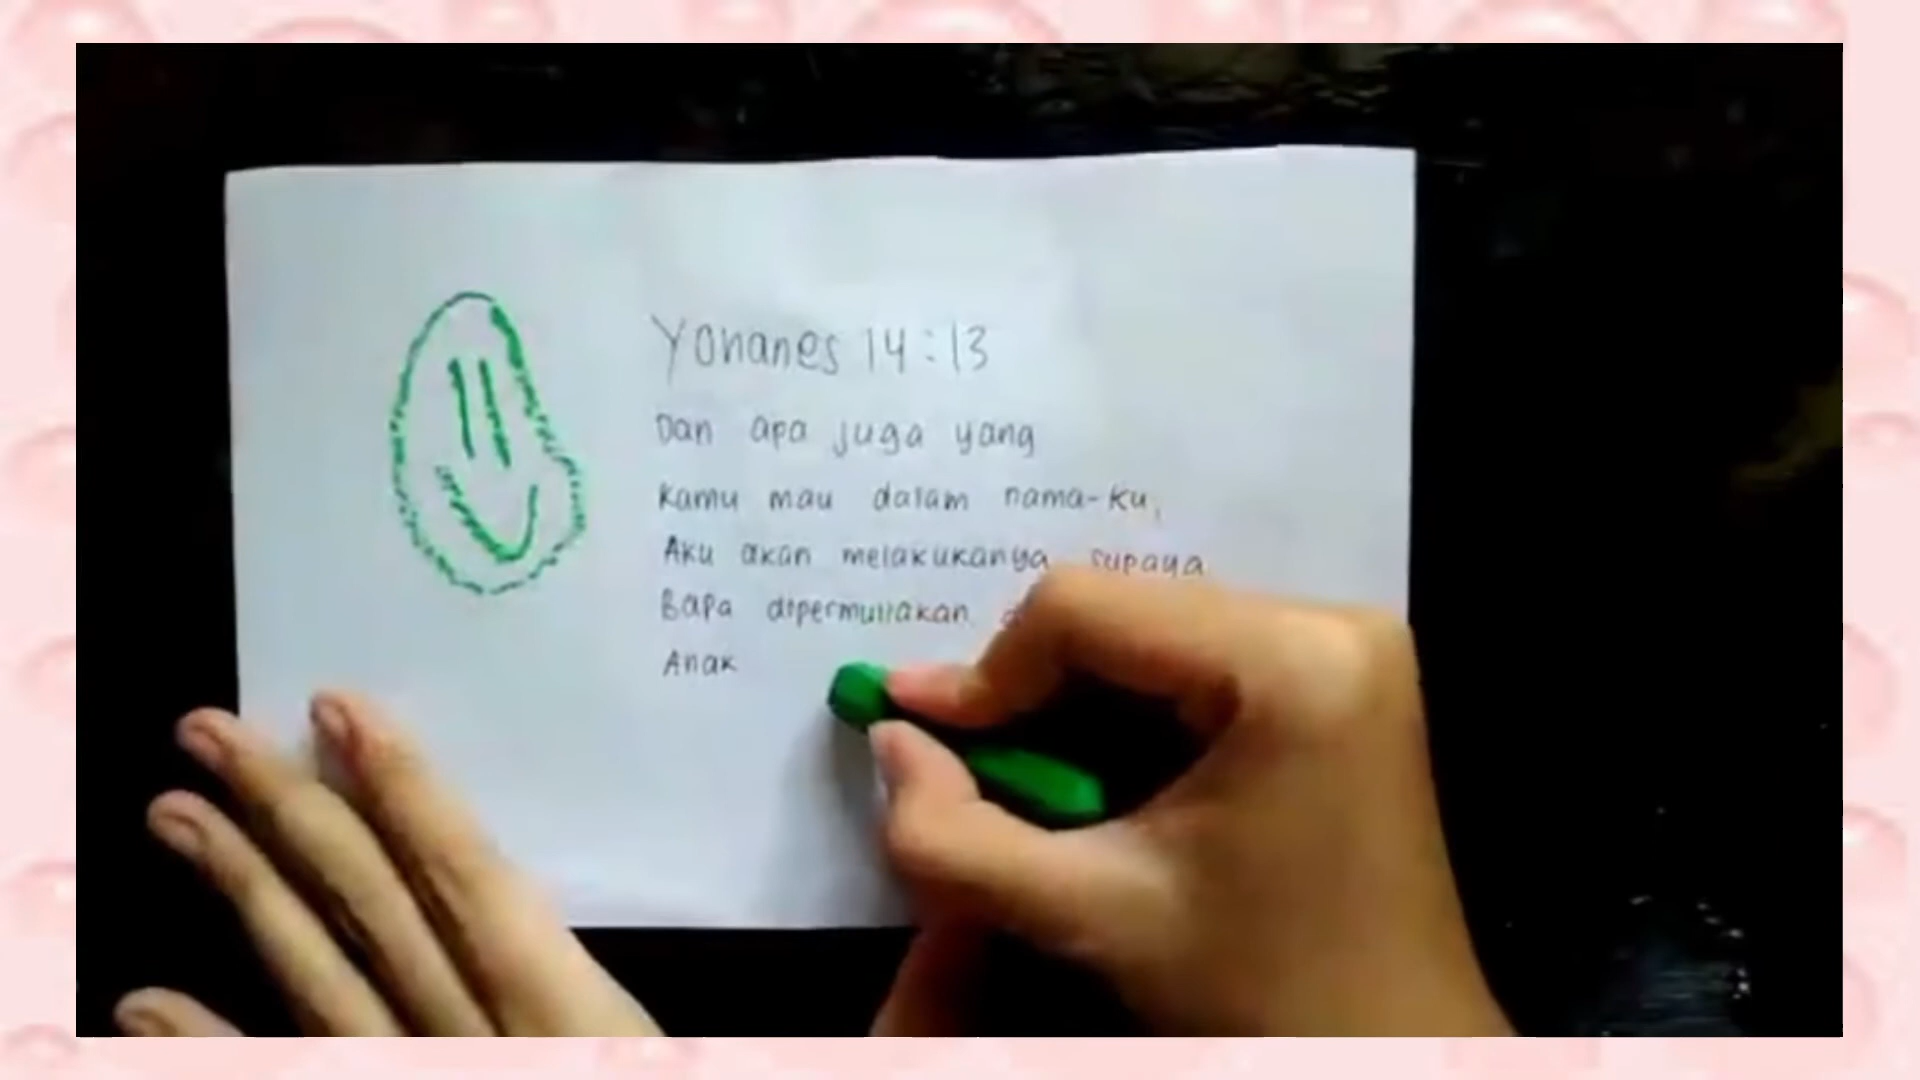 Yohanes 14:13
Dan apa juga yang
kamu mau dalam nama-ku,
Aku akan melakukanya supaya
Bapa dipermuliakan
Anak